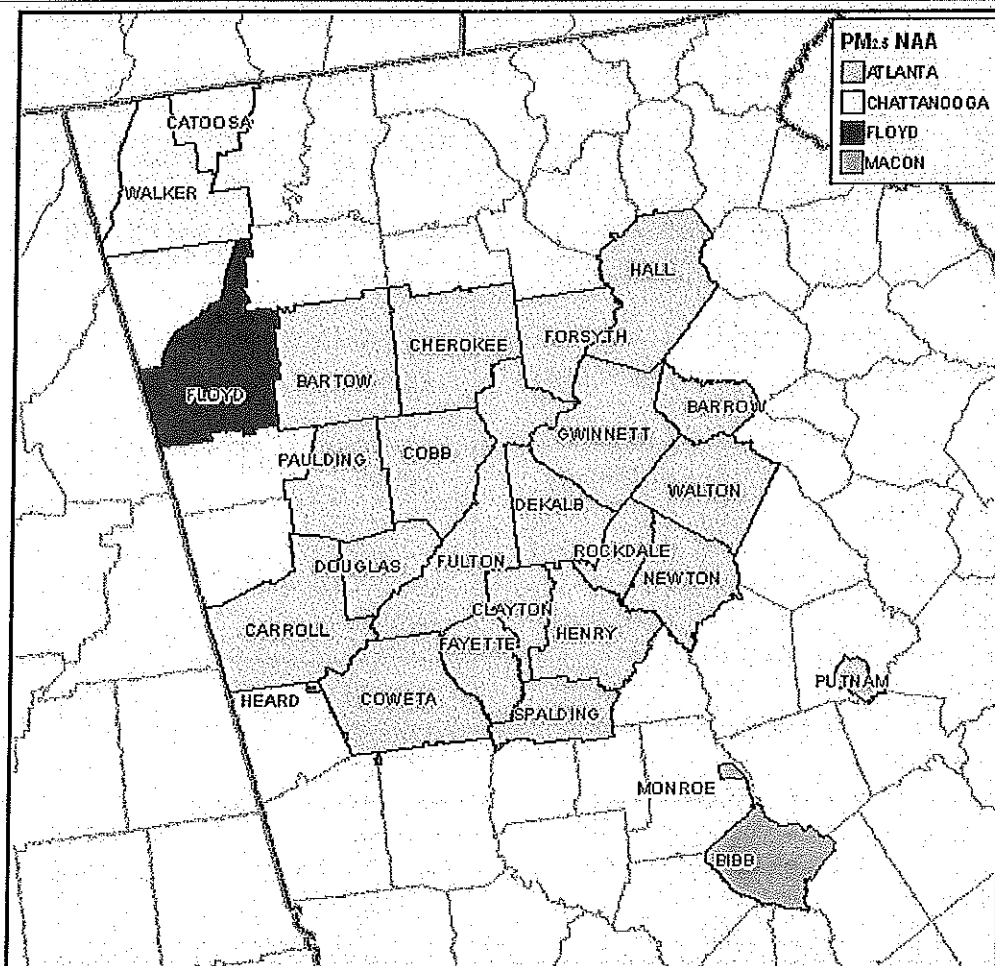 PM2.5 NAA
ATLANTA
CHATTANOOGA
FLOYD
MACON
CATOOSA
WALKER
HALL
FORSYTH
CHEROKEE
BARTOW
FLOYD
BARROW
GWINNETT
COBB
PAULDING
WALTON
DEKALB
ROCKDALE
DOUGLAS
FULTON
NEWTON
CLAYTON
CARROLL
HENRY
FAYETTE
PUTNAM
HEARD
COWETA
SPALDING
MONROE
BIBB